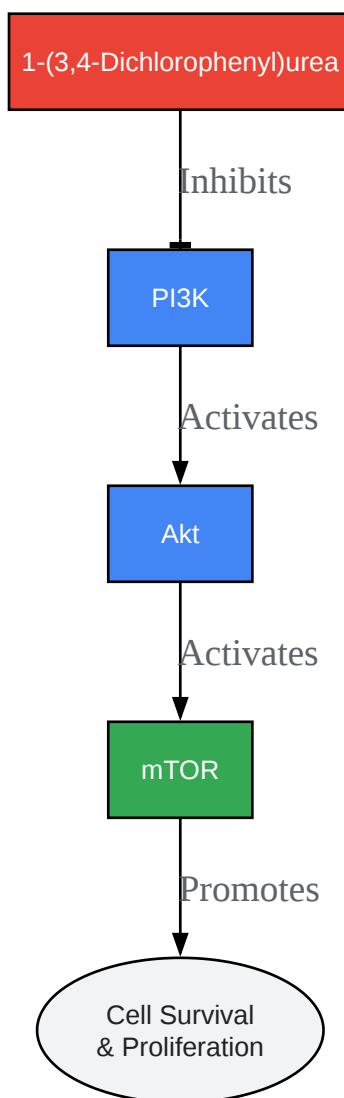 1-(3,4-Dichlorophenyl)urea
Inhibits
PI3K
Activates
Akt
Activates
mTOR
Promotes
Cell Survival
& Proliferation